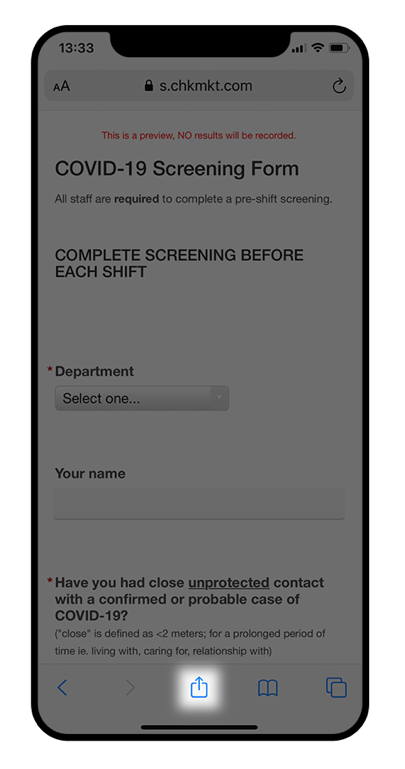 13:33
AA s.chkmkt.com
This is a preview, NO results will be recorded.
COVID-19 Screening Form
All staff are required to complete a pre-shift screening.
COMPLETE SCREENING BEFORE
EACH SHIFT
* Department
Select one...
Your name
* Have you had close unprotected contact
with a confirmed or probable case of
COVID-19?
("close" is defined as <2 meters; for a prolonged period of
time ie. living with, caring for, relationship with)